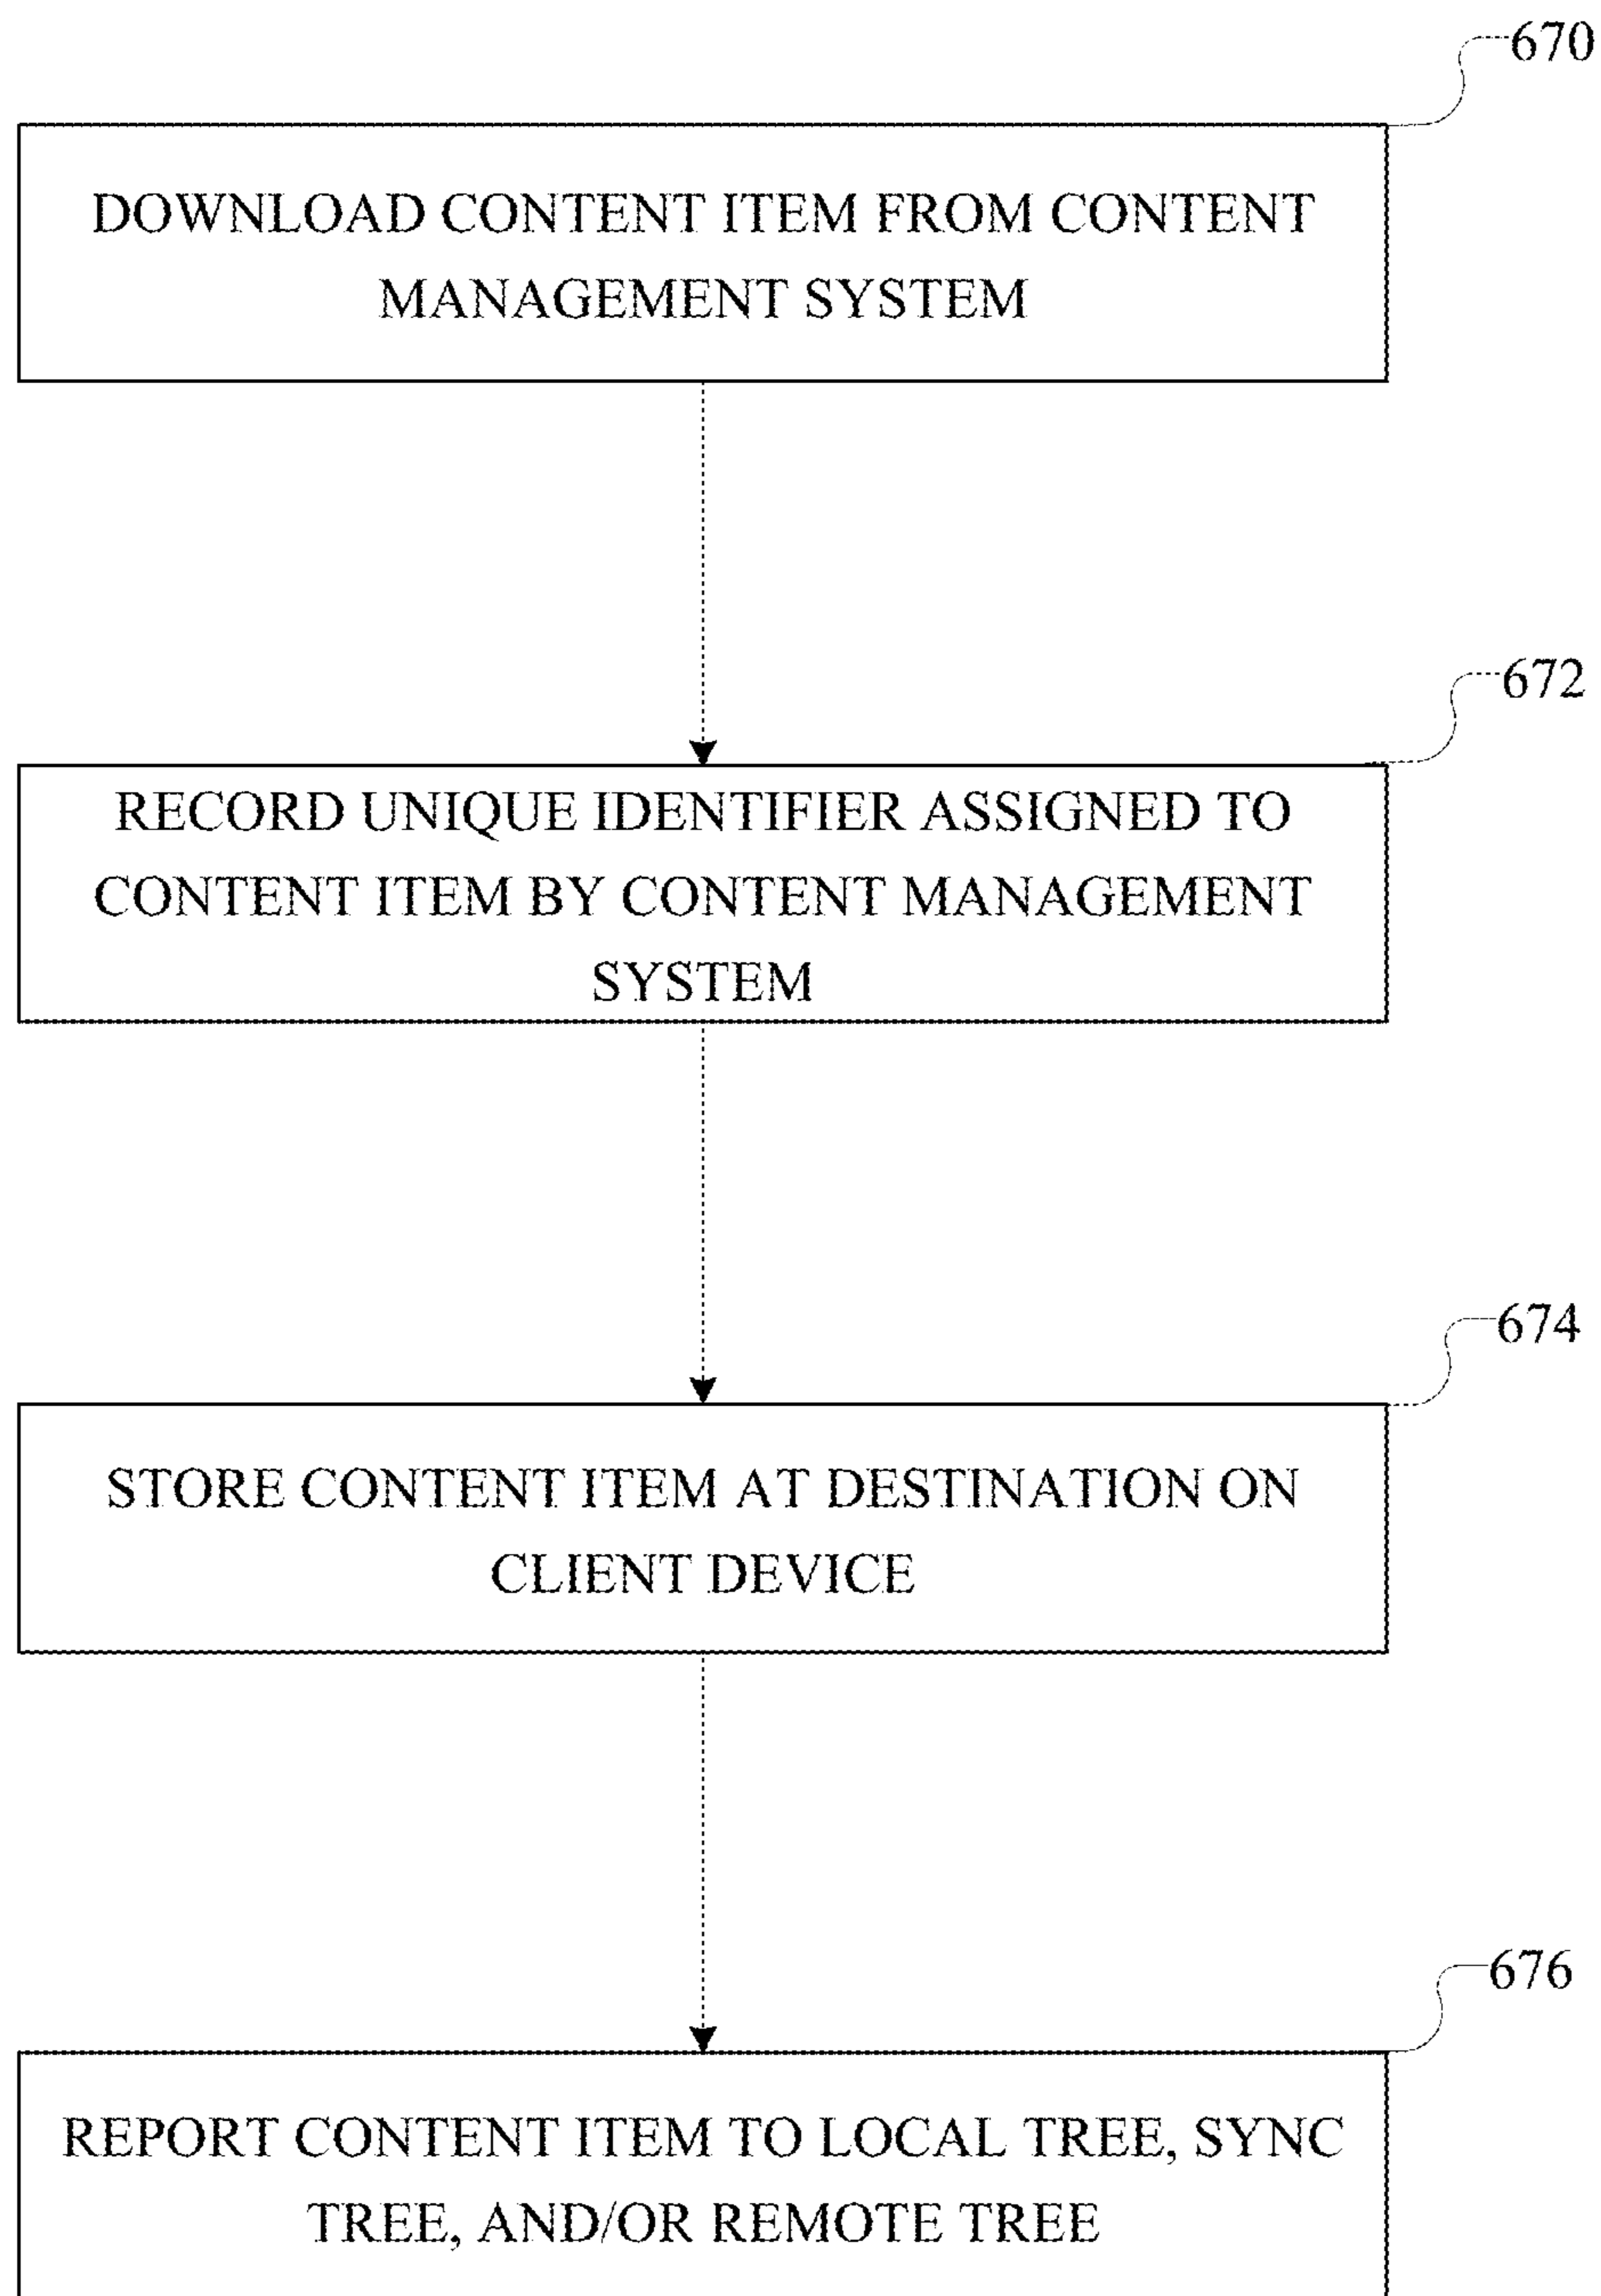 670
DOWNLOAD CONTENT ITEM FROM CONTENT
MANAGEMENT SYSTEM
672
RECORD UNIQUE IDENTIFIER ASSIGNED TO
CONTENT ITEM BY CONTENT MANAGEMENT
SYSTEM
674
STORE CONTENT ITEM AT DESTINATION ON
CLIENT DEVICE
676
REPORT CONTENT ITEM TO LOCAL TREE, SYNC
TREE, AND/OR REMOTE TREE